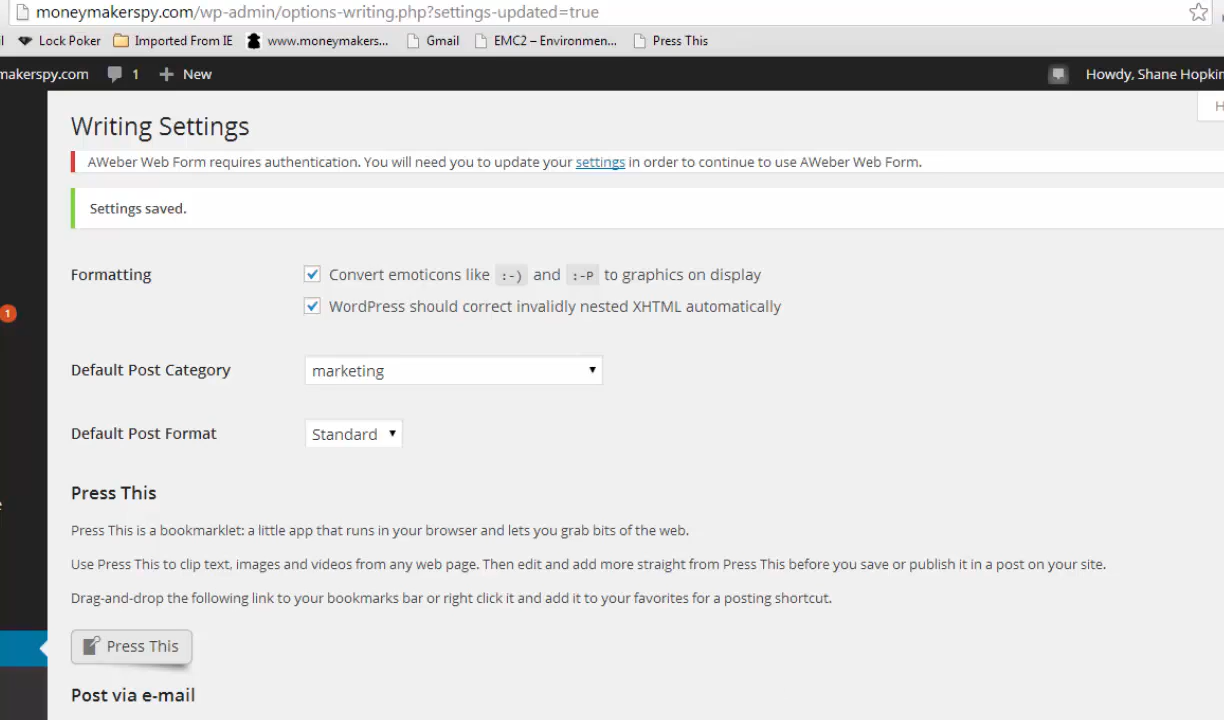 moneymakerspy.com/wp-admin/options-writing.php?settings-updated=true
Lock Poker Imported From IE www.moneymakers... Gmail EMC2 – Environmen... Press This
makerspy.com 1 New Howdy, Shane Hopkin
Writing Settings
AWeber Web Form requires authentication. You will need you to update your settings in order to continue to use AWeber Web Form.
Settings saved.
Formatting Convert emoticons like :-) and :-P to graphics on display
WordPress should correct invalidly nested XHTML automatically
1
Default Post Category marketing
Default Post Format Standard
Press This
Press This is a bookmarklet: a little app that runs in your browser and lets you grab bits of the web.
Use Press This to clip text, images and videos from any web page. Then edit and add more straight from Press This before you save or publish it in a post on your site.
Drag-and-drop the following link to your bookmarks bar or right click it and add it to your favorites for a posting shortcut.
Press This
Post via e-mail